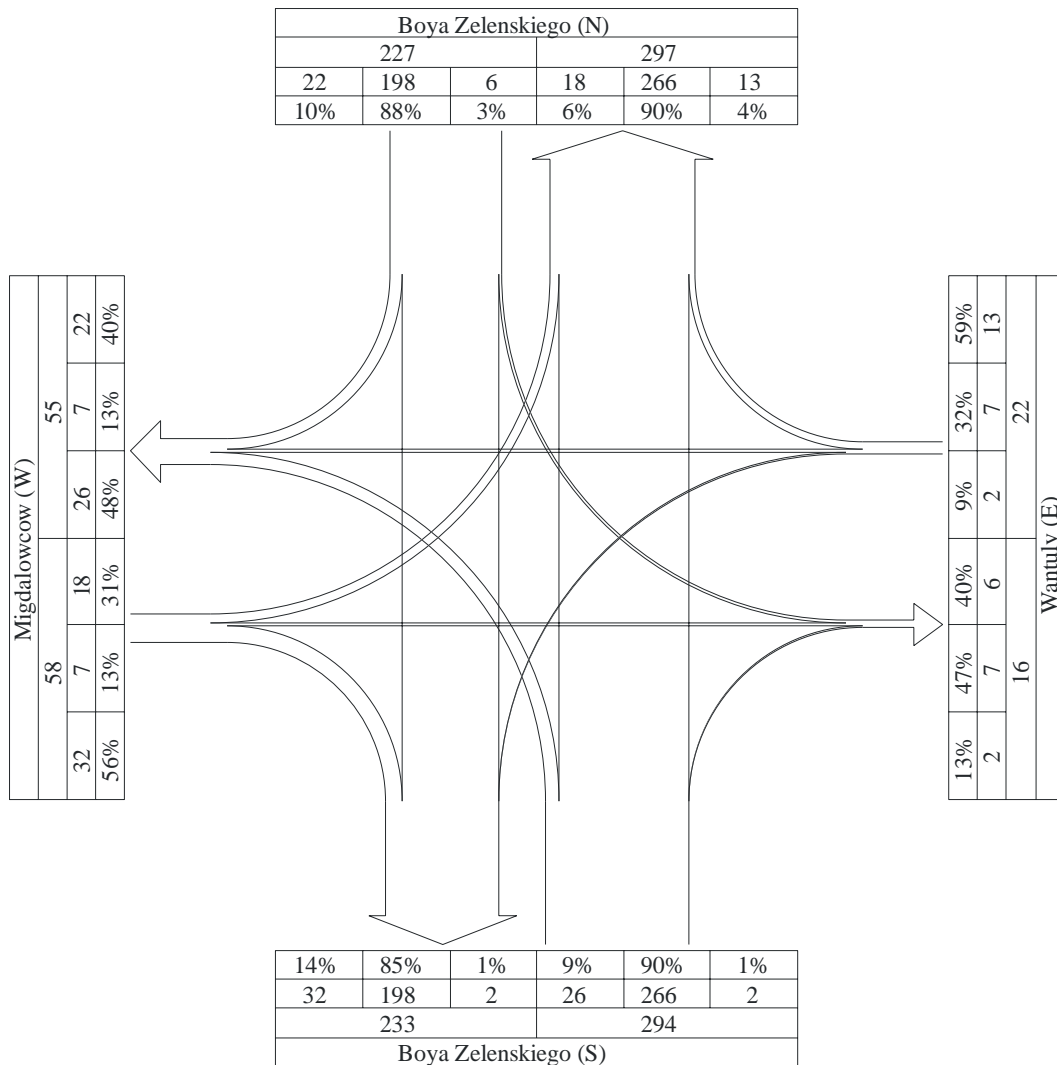 Boya Zelenskiego (N)
227 297
22 198 6 18 266 13
10% 88% 3% 6% 90% 4%
Migdalowcow (W)
55 58
22 7 26 18 7 32
40% 13% 48% 31% 13% 56%
59% 32% 9% 40% 47% 13%
13 7 2 6 7 2
22 16
Wantuly (E)
14% 85% 1% 9% 90% 1%
32 198 2 26 266 2
233 294
Boya Zelenskiego (S)